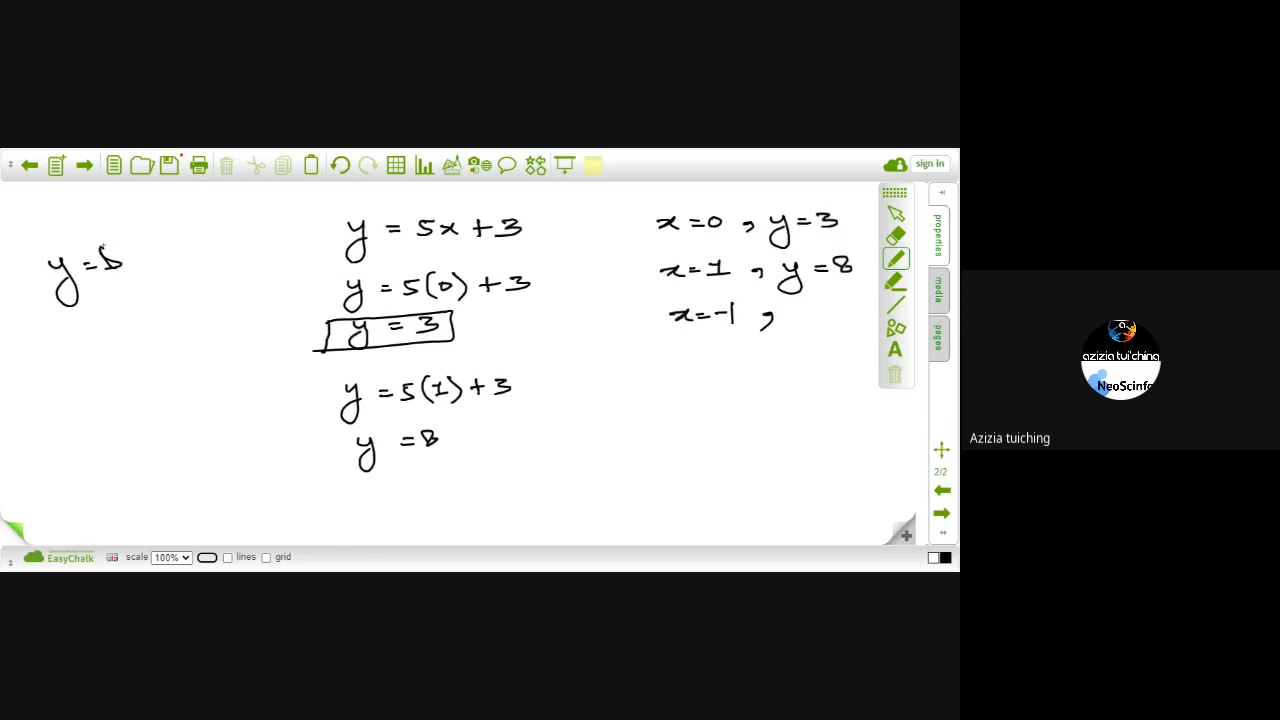 sign in
y = 5x + 3
x = 0 , y = 3
y = 5
y = 5(0) + 3
x = 1 , y = 8
y = 3
x = -1 ,
y = 5(1) + 3
y = 8
properties
media
pages
2/2
EasyChalk
scale 100% lines grid
azizia tui'ching
NeoScinfo
Azizia tuiching